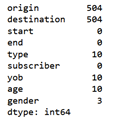 origin 504
destination 504
start 0
end 0
type 10
subscriber 0
yob 10
age 10
gender 3
dtype: int64